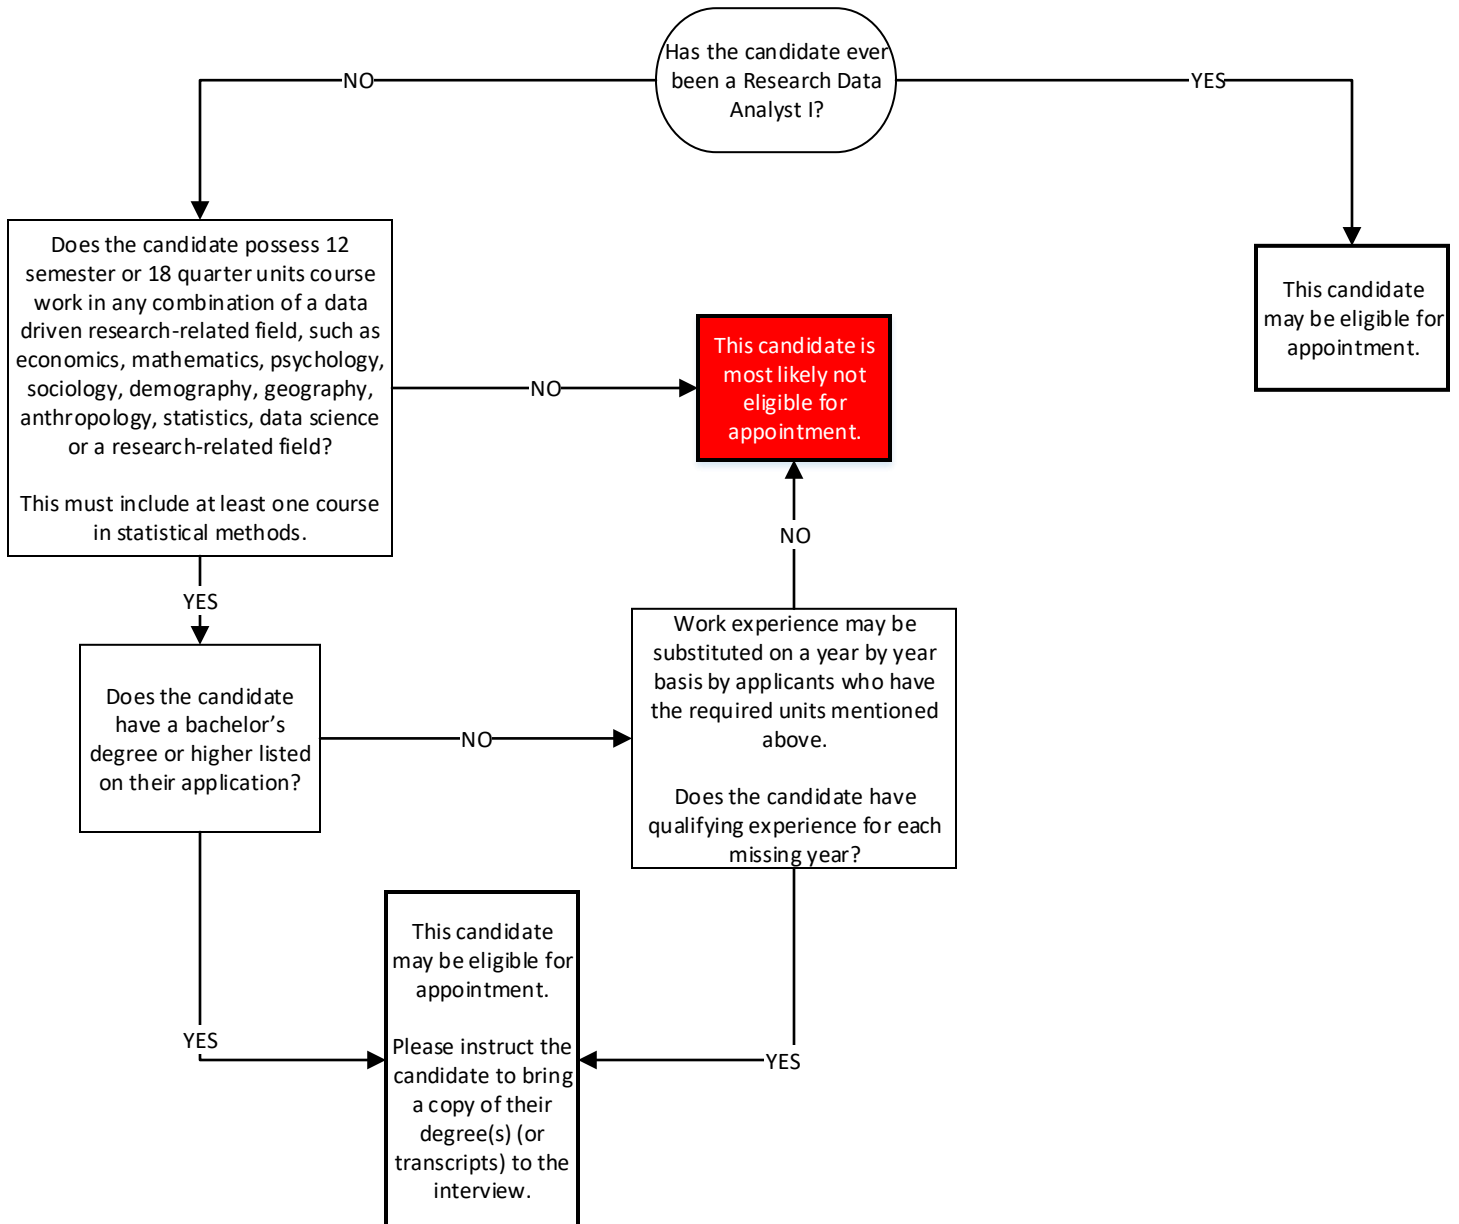 Has the candidate ever
been a Research Data
Analyst I?
NO
YES
Does the candidate possess 12
semester or 18 quarter units course
work in any combination of a data
driven research-related field, such as
economics, mathematics, psychology,
sociology, demography, geography,
anthropology, statistics, data science
or a research-related field?
This must include at least one course
in statistical methods.
This candidate
may be eligible for
appointment.
NO
This candidate is
most likely not
eligible for
appointment.
NO
YES
Does the candidate
have a bachelor’s
degree or higher listed
on their application?
NO
Work experience may be
substituted on a year by year
basis by applicants who have
the required units mentioned
above.
Does the candidate have
qualifying experience for each
missing year?
YES
This candidate
may be eligible for
appointment.
Please instruct the
candidate to bring
a copy of their
degree(s) (or
transcripts) to the
interview.
YES